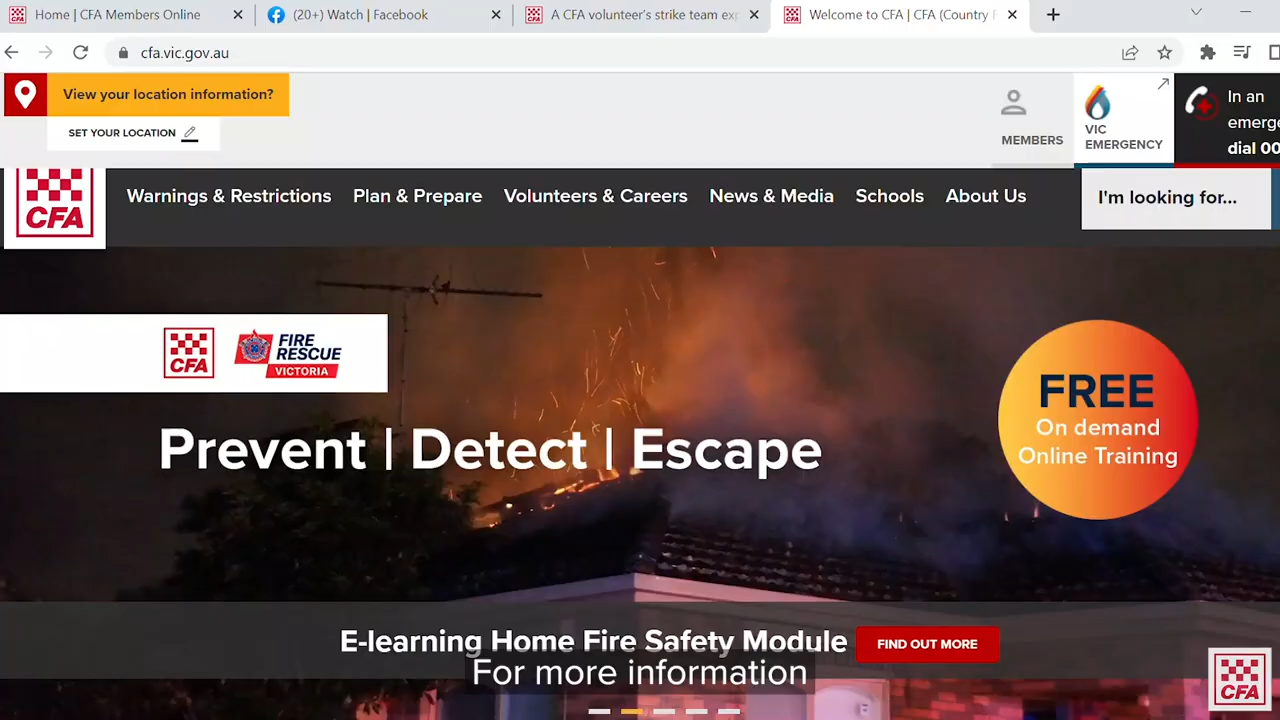 Home | CFA Members Online
(20+) Watch | Facebook
A CFA volunteer's strike team exp
Welcome to CFA | CFA (Country F
cfa.vic.gov.au
View your location information?
SET YOUR LOCATION
MEMBERS
VIC
EMERGENCY
In an
emerge
dial 00
CFA
Warnings & Restrictions
Plan & Prepare
Volunteers & Careers
News & Media
Schools
About Us
I'm looking for...
CFA
FIRE
RESCUE
VICTORIA
Prevent | Detect | Escape
FREE
On demand
Online Training
E-learning Home Fire Safety Module
FIND OUT MORE
For more information
CFA